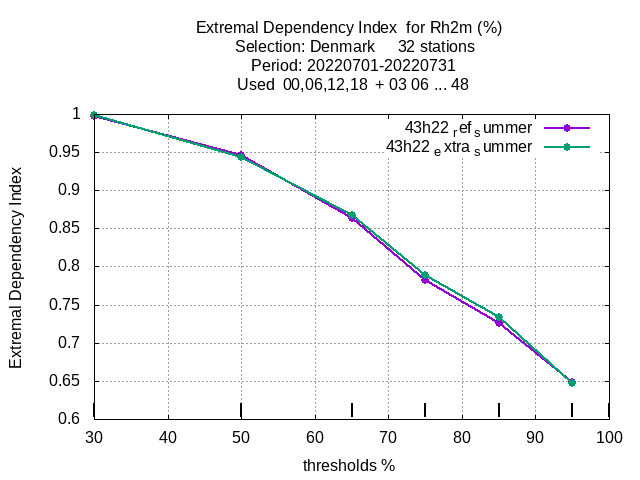 Extremal Dependency Index  for Rh2m (%)
Selection: Denmark     32 stations
Period: 20220701-20220731
Used  00,06,12,18  + 03 06 ... 48
43h22 ref summer
43h22 extra summer
Extremal Dependency Index
1
0.95
0.9
0.85
0.8
0.75
0.7
0.65
0.6
30 40 50 60 70 80 90 100
thresholds %